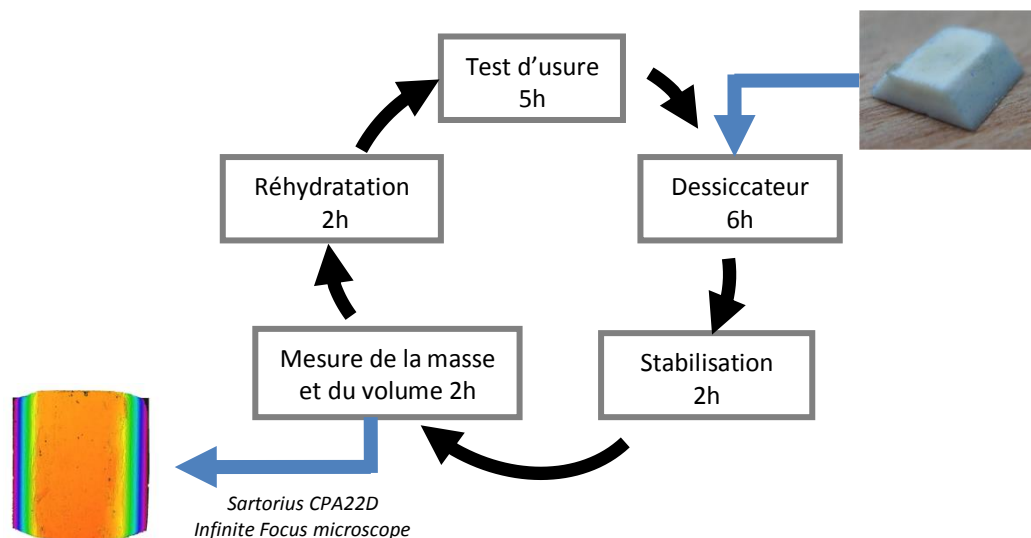 Test d'usure
5h
Réhydratation
2h
Dessiccateur
6h
Mesure de la masse
et du volume 2h
Stabilisation
2h
Sartorius CPA22D
Infinite Focus microscope